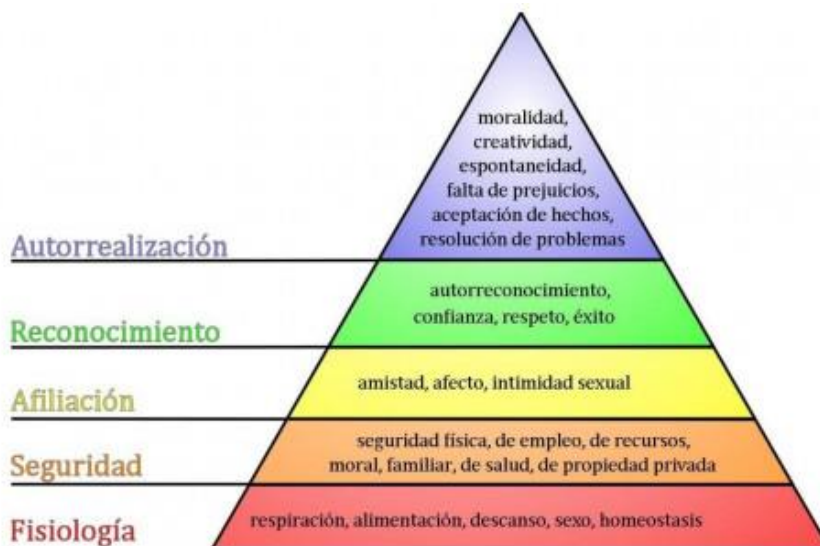 moralidad,
creatividad,
espontaneidad,
falta de prejuicios,
aceptación de hechos,
resolución de problemas
Autorrealización
autorreconocimiento,
confianza, respeto, éxito
Reconocimiento
amistad, afecto, intimidad sexual
Afiliación
seguridad física, de empleo, de recursos,
moral, familiar, de salud, de propiedad privada
Seguridad
respiración, alimentación, descanso, sexo, homeostasis
Fisiología